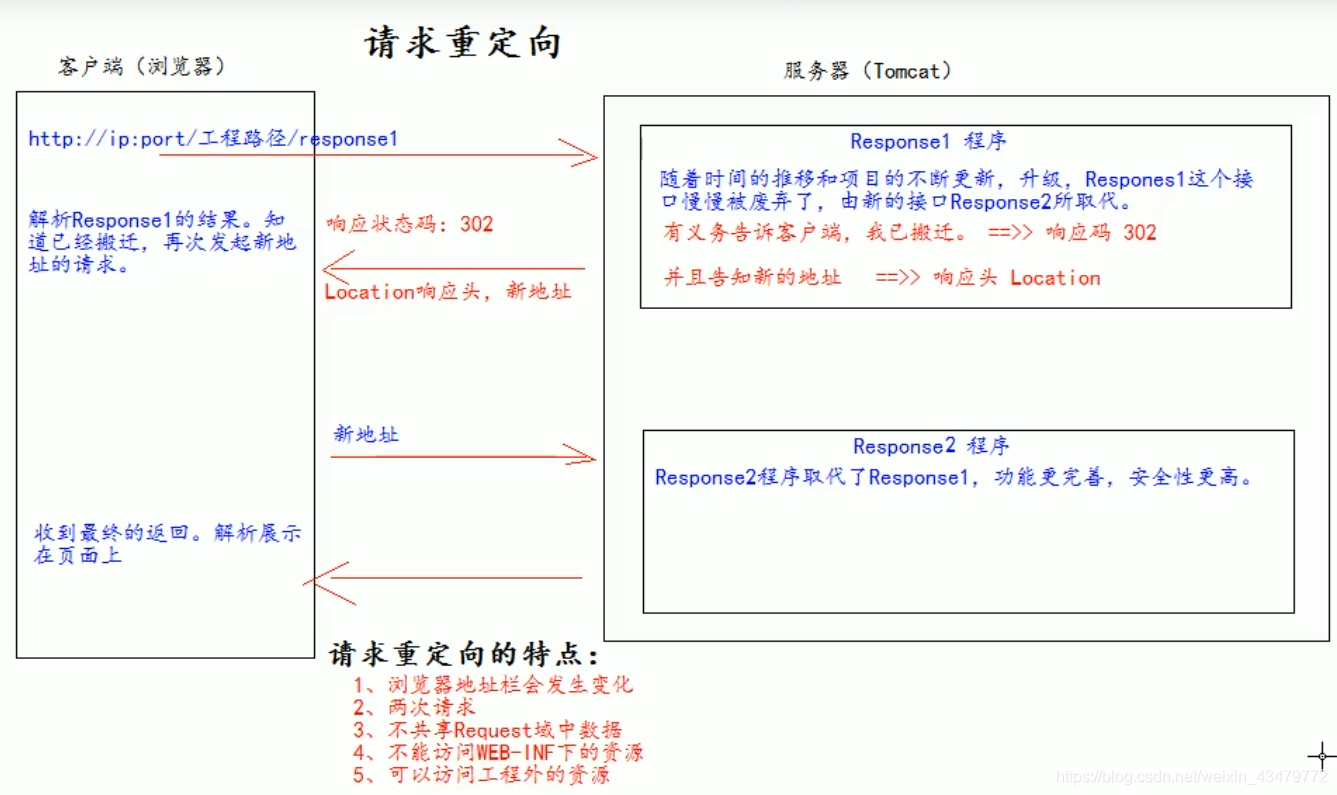 请求重定向
客户端（浏览器）
服务器（Tomcat）
http://ip:port/工程路径/response1
Response1 程序
随着时间的推移和项目的不断更新，升级，Respones1这个接
口慢慢被废弃了，由新的接口Response2所取代。
有义务告诉客户端，我已搬迁。 ==>> 响应码 302
并且告知新的地址 ==>> 响应头 Location
解析Response1的结果。知
道已经搬迁，再次发起新地
址的请求。
响应状态码：302
Location响应头，新地址
新地址
Response2 程序
Response2程序取代了Response1，功能更完善，安全性更高。
收到最终的返回。解析展示
在页面上
请求重定向的特点：
1、浏览器地址栏会发生变化
2、两次请求
3、不共享Request域中数据
4、不能访问WEB-INF下的资源
5、可以访问工程外的资源
https://blog.csdn.net/weixin_43479772